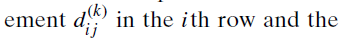 ement $d_{ij}^{(k)}$ in the ith row and the